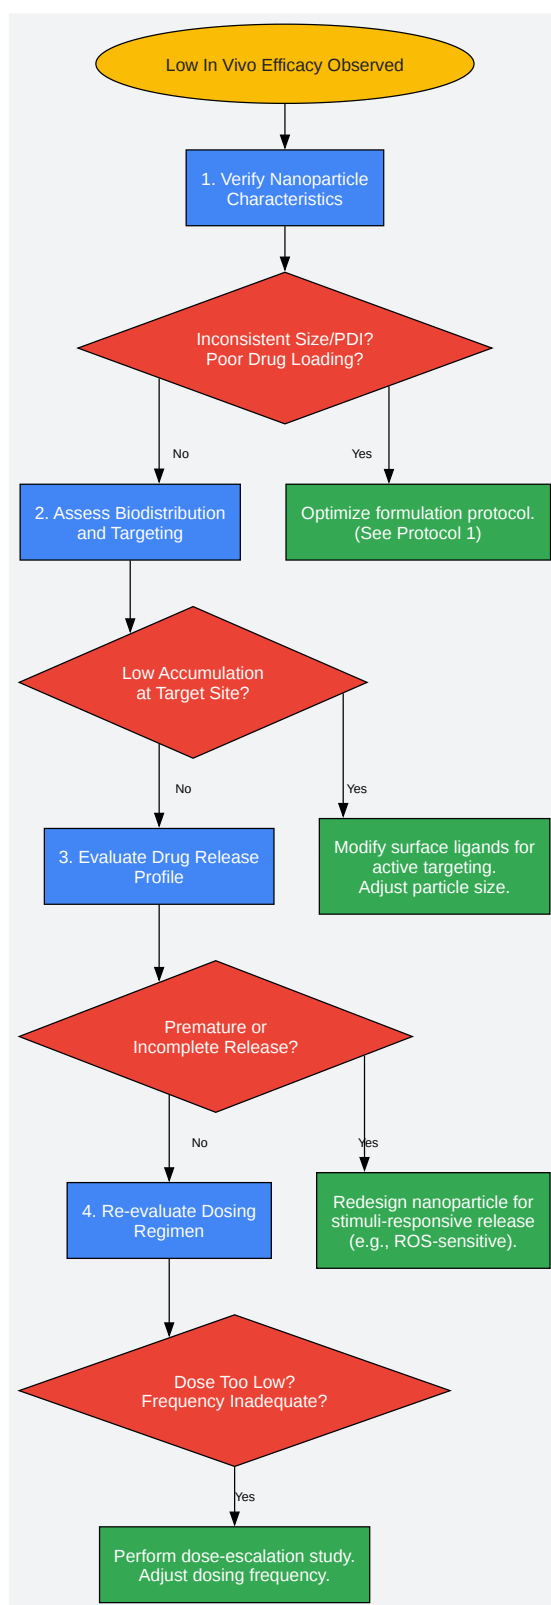 Low In Vivo Efficacy Observed
1. Verify Nanoparticle
Characteristics
Inconsistent Size/PDI?
Poor Drug Loading?
No
Yes
2. Assess Biodistribution
and Targeting
Optimize formulation protocol.
(See Protocol 1)
Low Accumulation
at Target Site?
No
Yes
3. Evaluate Drug Release
Profile
Modify surface ligands for
active targeting.
Adjust particle size.
Premature or
Incomplete Release?
No
Yes
4. Re-evaluate Dosing
Regimen
Redesign nanoparticle for
stimuli-responsive release
(e.g., ROS-sensitive).
Dose Too Low?
Frequency Inadequate?
Yes
Perform dose-escalation study.
Adjust dosing frequency.